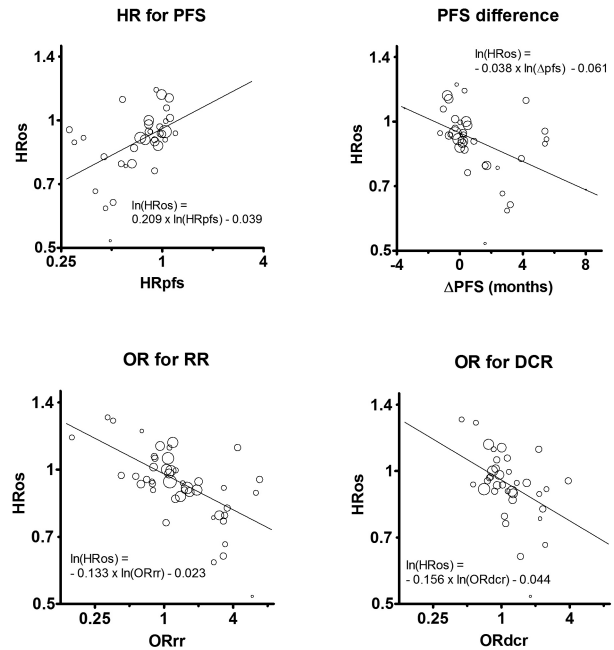 HR for PFS
1.4
1
0.7
0.5
HRos
0.25
1
4
HRpfs
ln(HRos) =
0.209 x ln(HRpfs) - 0.039
PFS difference
1.4
1
0.7
0.5
HRos
-4
0
4
8
ΔPFS (months)
ln(HRos) =
- 0.038 x ln(Δpfs) - 0.061
OR for RR
1.4
1
0.7
0.5
HRos
0.25
1
4
ORrr
ln(HRos) =
- 0.133 x ln(ORrr) - 0.023
OR for DCR
1.4
1
0.7
0.5
HRos
0.25
1
4
ORdcr
ln(HRos) =
- 0.156 x ln(ORdcr) - 0.044